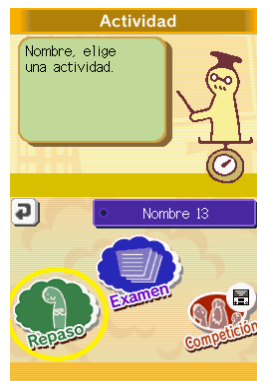 Actividad
Nombre, elige
una actividad.
Nombre 13
Examen
Repaso
Competición